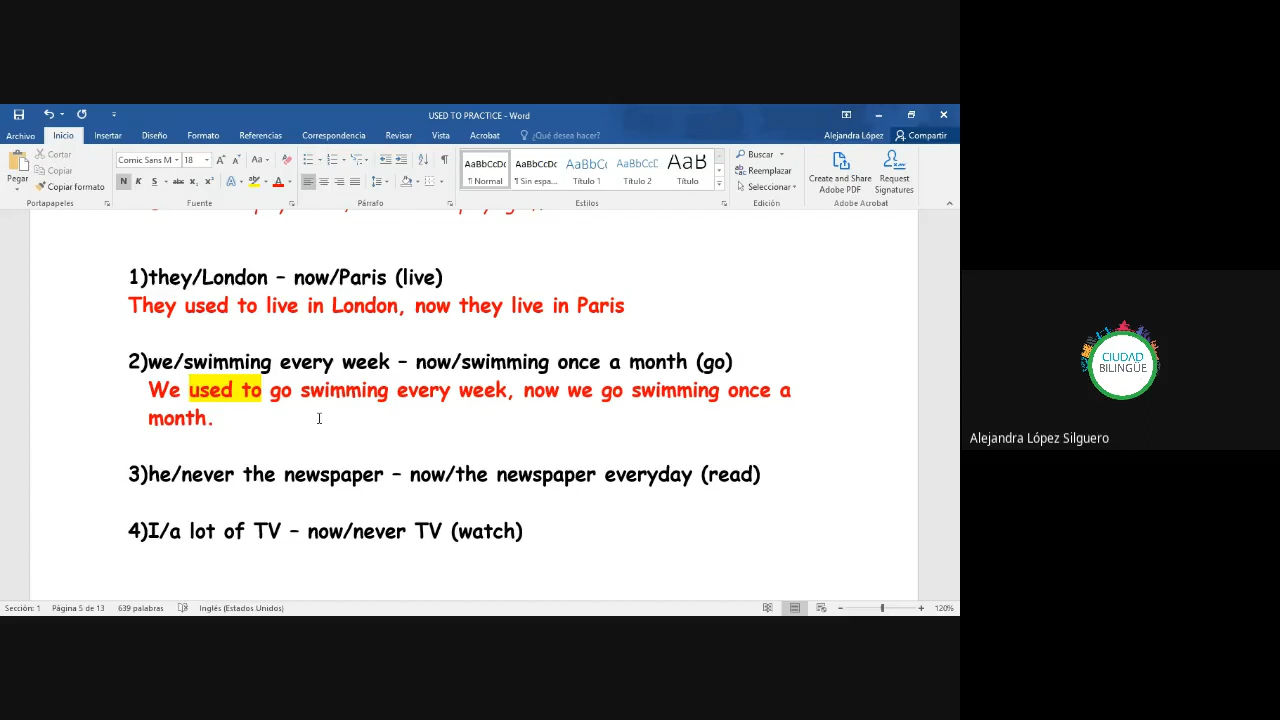 USED TO PRACTICE - Word
Archivo Inicio Insertar Diseño Formato Referencias Correspondencia Revisar Vista Acrobat ¿Qué desea hacer? Alejandra López Compartir
Pegar
Cortar
Copiar
Copiar formato
Comic Sans M 18
N K S abc x₂ x²
AaBbCcDc AaBbCcDc AaBbCc AaBbCcD AaB
¶ Normal ¶ Sin espa... Título 1 Título 2 Título
Buscar
Reemplazar
Seleccionar
Create and Share
Adobe PDF
Request
Signatures
Portapapeles Fuente Párrafo Estilos Edición Adobe Acrobat
1)they/London – now/Paris (live)
They used to live in London, now they live in Paris
2)we/swimming every week – now/swimming once a month (go)
We used to go swimming every week, now we go swimming once a
month.
3)he/never the newspaper – now/the newspaper everyday (read)
4)I/a lot of TV – now/never TV (watch)
Sección: 1 Página 5 de 13 639 palabras Inglés (Estados Unidos) 120%
CIUDAD
BILINGÜE
Alejandra López Silguero